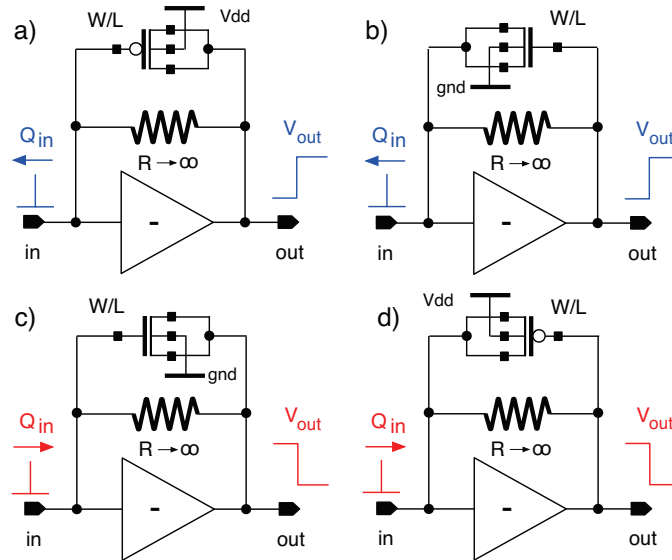 a)
W/L
Vdd
Q in
R → ∞
V out
-
in
out
b)
gnd
Q in
R → ∞
V out
-
in
out
c)
W/L
gnd
Q in
R → ∞
V out
-
in
out
d)
Vdd
W/L
Q in
R → ∞
V out
-
in
out